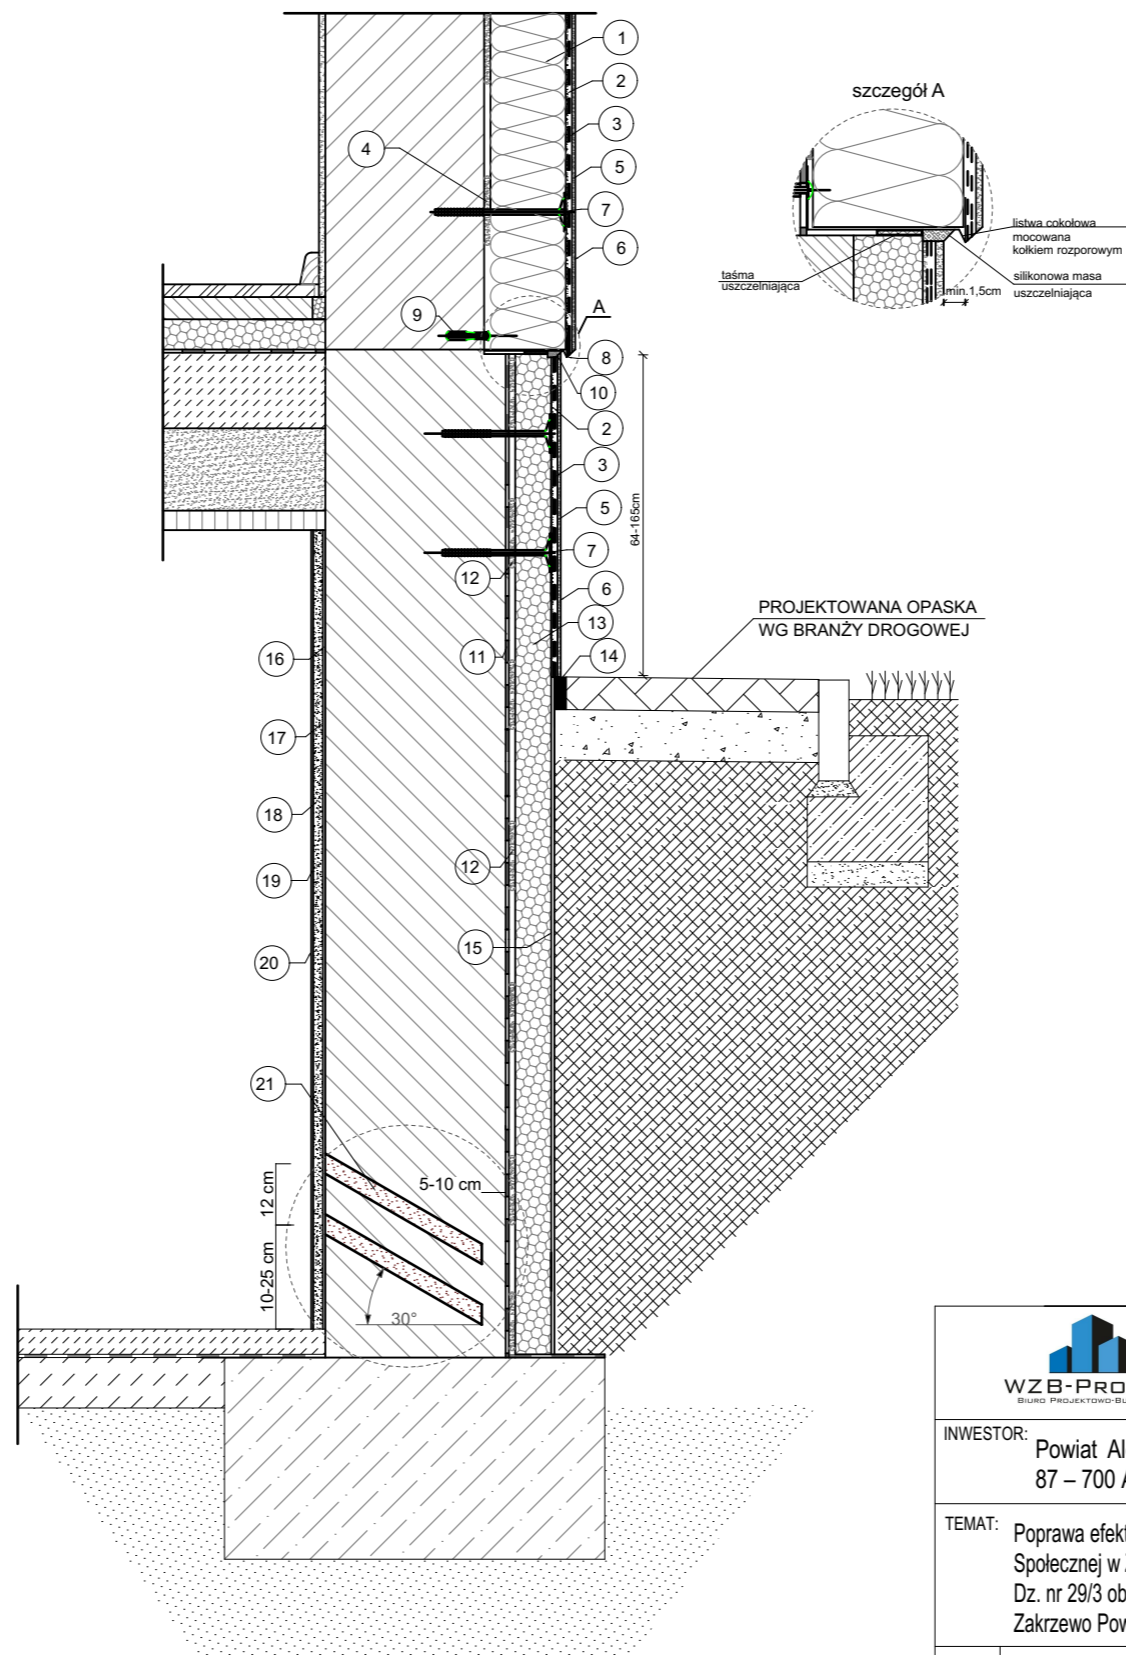 1
2
szczegół A
3
4
5
7
6
listwa cokołowa
mocowana
kołkiem rozporowym
taśma
uszczelniająca
silikonowa masa
uszczelniająca
min.1,5cm
9
A
8
10
2
3
5
64-165cm
7
12
6
PROJEKTOWANA OPASKA
WG BRANŻY DROGOWEJ
13
14
11
16
17
18
12
19
15
20
21
12 cm
5-10 cm
10-25 cm
30°
WZB-PRO
BIURO PROJEKTOWO-BU
INWESTOR:
Powiat Al
87 – 700 A
TEMAT:
Poprawa efekt
Społecznej w
Dz. nr 29/3 ob
Zakrzewo Pow